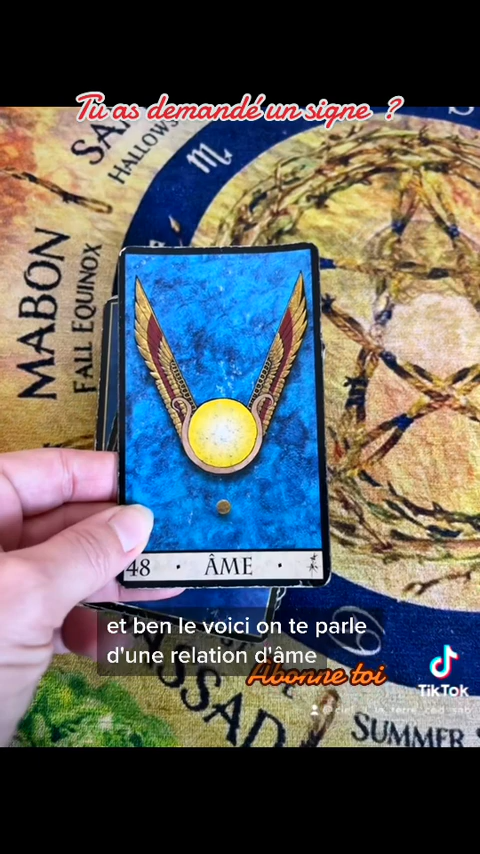 Tu as demandé un signe ?
HALLOWS
MABON
FALL EQUINOX
48 · ÂME ·
et ben le voici on te parle
d'une relation d'âme
Abonne toi
TikTok
SUMMER